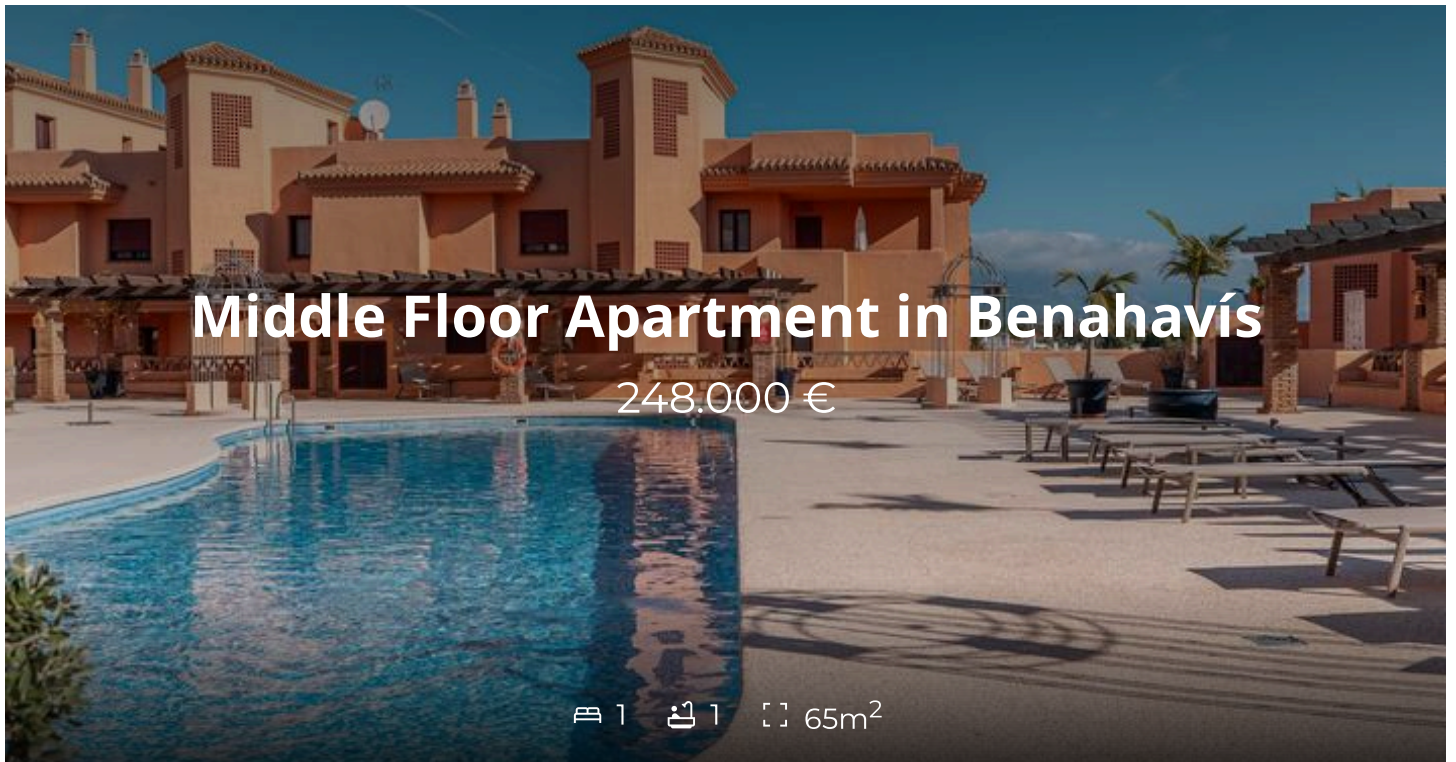 Middle Floor Apartment in Benahavís
248.000 €
1 1 65m²